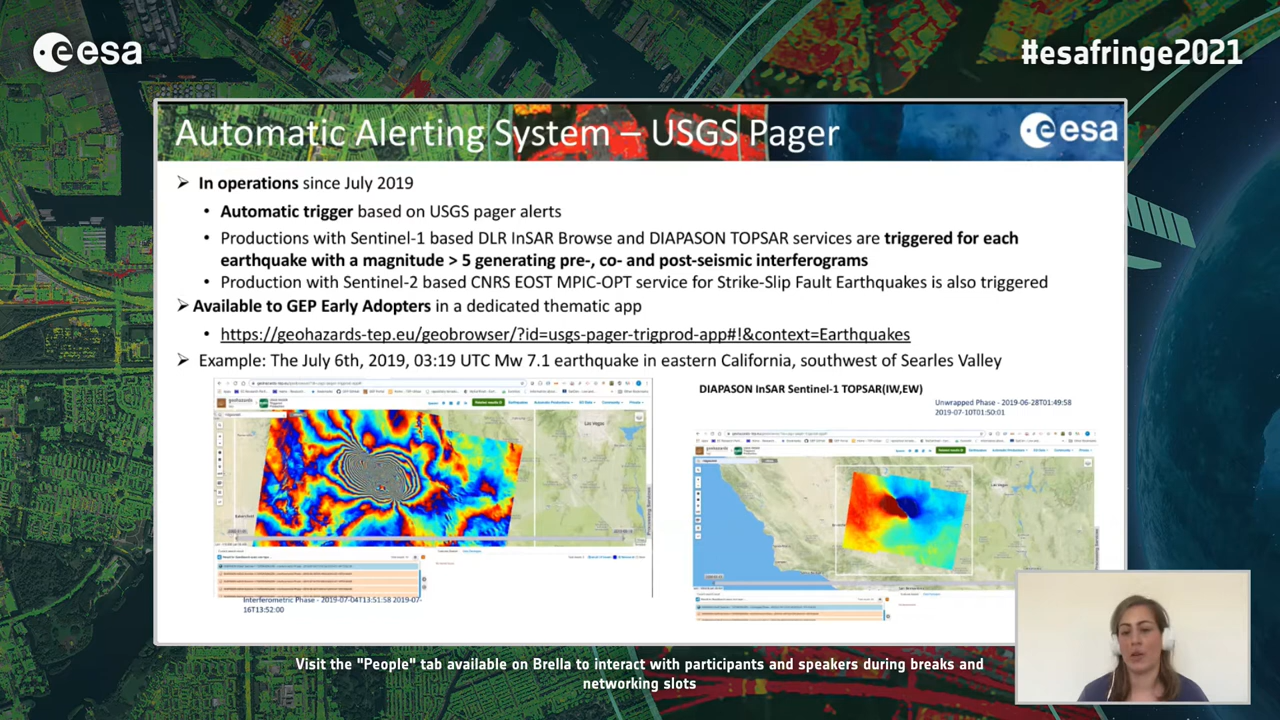 esa
#esafringe2021
Automatic Alerting System – USGS Pager
esa
➢ In operations since July 2019
• Automatic trigger based on USGS pager alerts
• Productions with Sentinel-1 based DLR InSAR Browse and DIAPASON TOPSAR services are triggered for each
earthquake with a magnitude > 5 generating pre-, co- and post-seismic interferograms
• Production with Sentinel-2 based CNRS EOST MPIC-OPT service for Strike-Slip Fault Earthquakes is also triggered
➢ Available to GEP Early Adopters in a dedicated thematic app
• https://geohazards-tep.eu/geobrowser/?id=usgs-pager-trigprod-app#!&context=Earthquakes
➢ Example: The July 6th, 2019, 03:19 UTC Mw 7.1 earthquake in eastern California, southwest of Searles Valley
DIAPASON InSAR Sentinel-1 TOPSAR(IW,EW)
Unwrapped Phase - 2019-06-28T01:49:58
2019-07-10T01:50:01
Las Vegas
Las Vegas
Interferometric Phase - 2019-07-04T13:51:58 2019-07-
16T13:52:00
Visit the "People" tab available on Brella to interact with participants and speakers during breaks and
networking slots